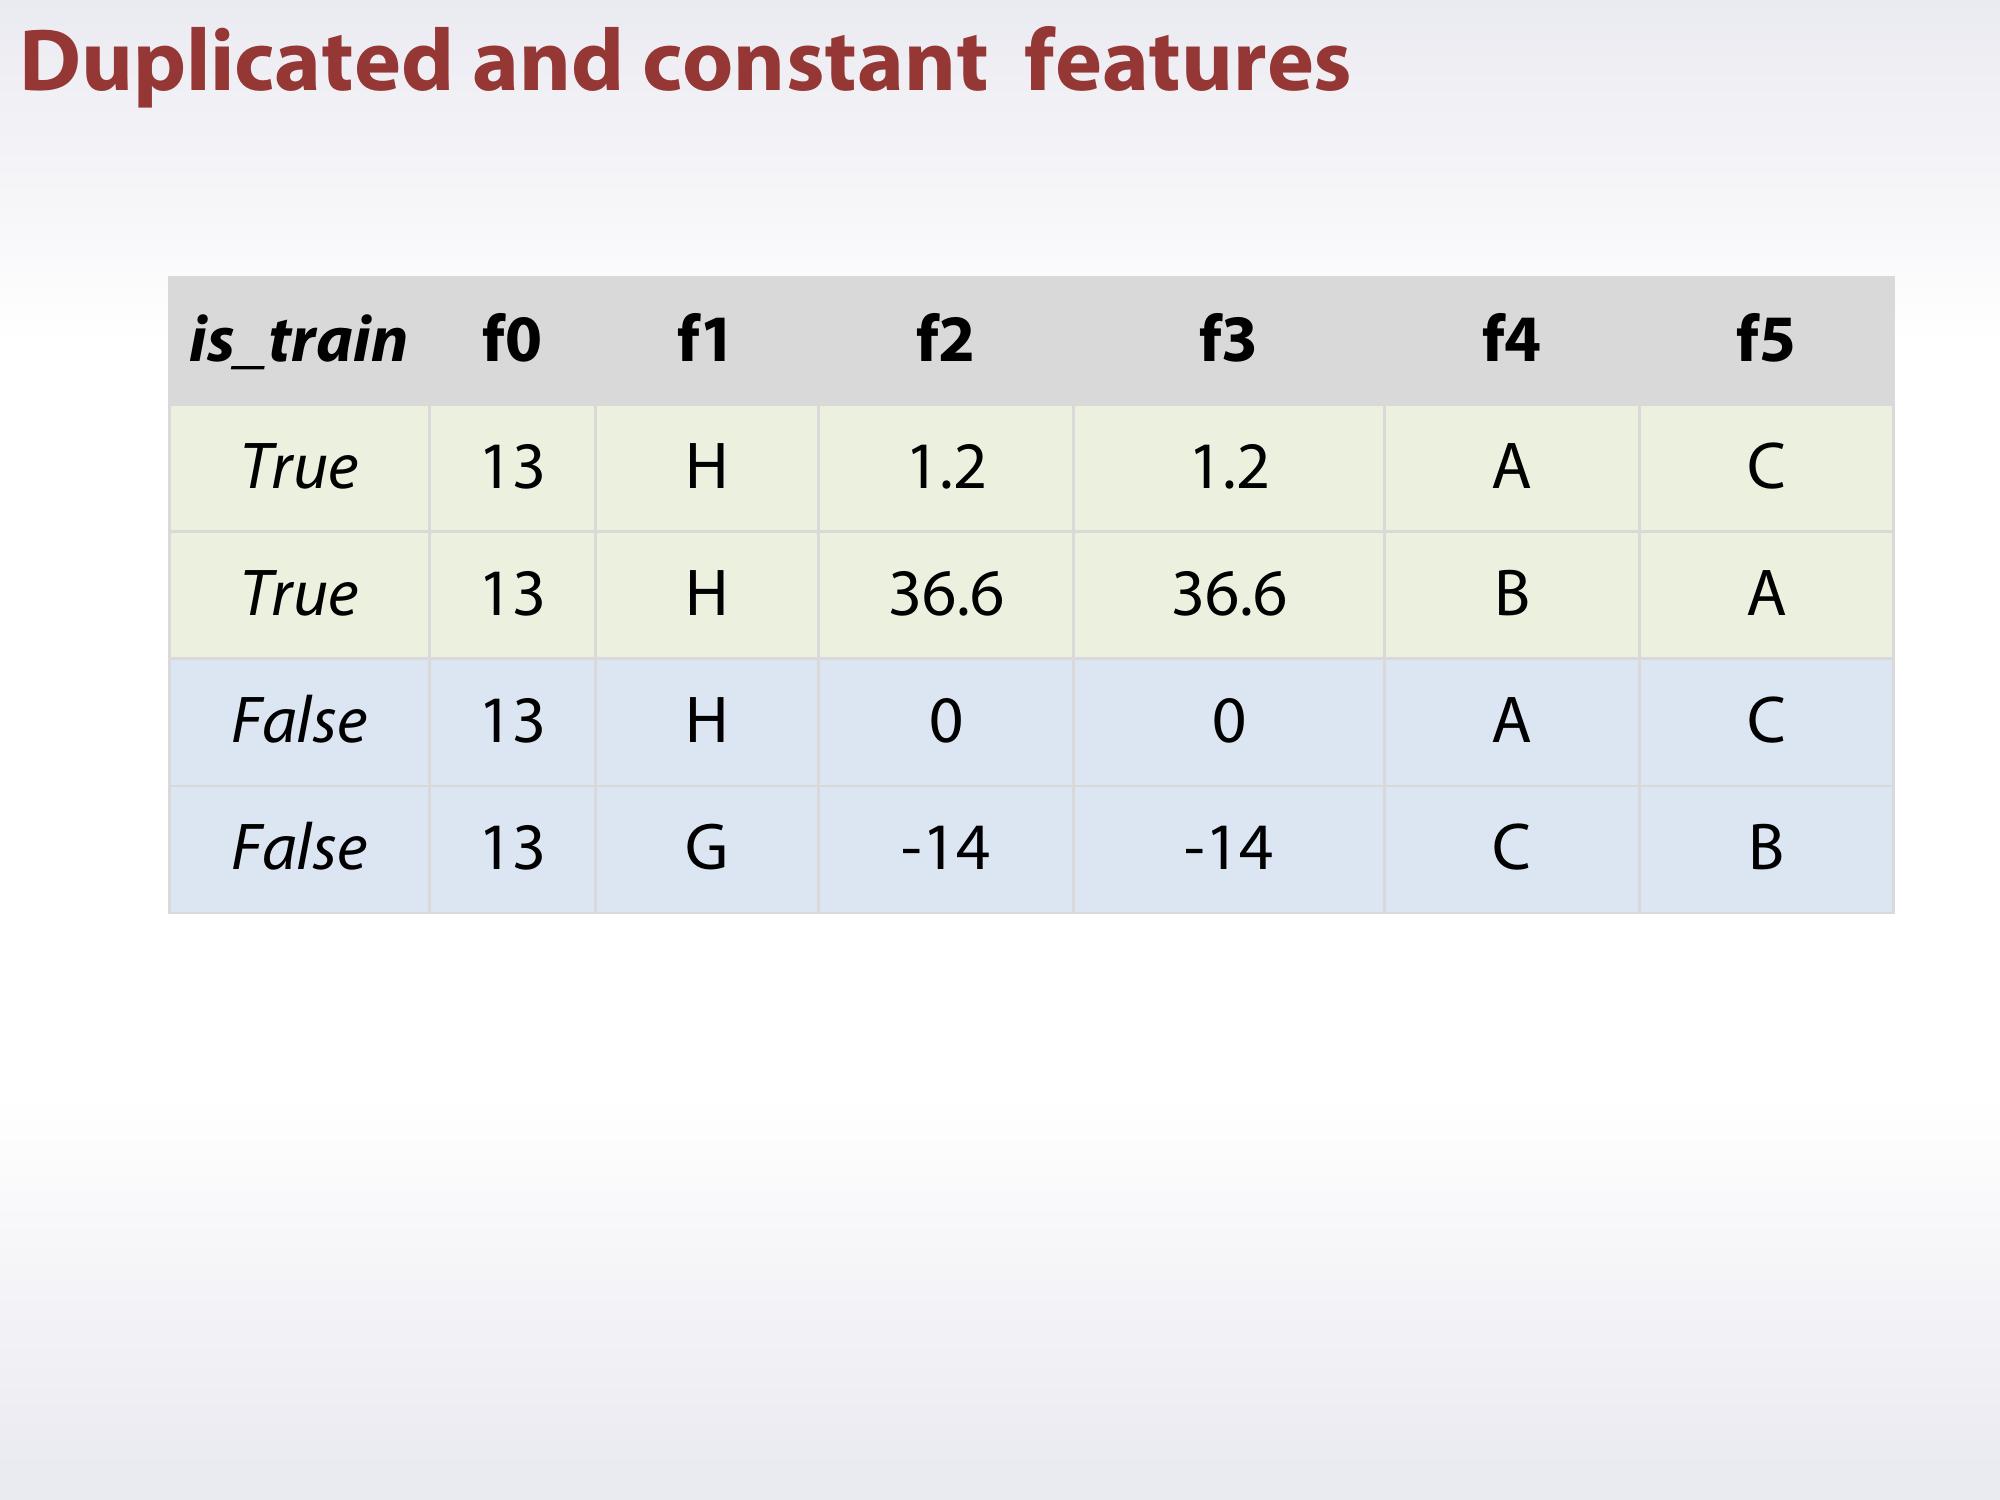 Duplicated and constant features
is_train f0 f1 f2 f3 f4 f5
True 13 H 1.2 1.2 A C
True 13 H 36.6 36.6 B A
False 13 H 0 0 A C
False 13 G -14 -14 C B